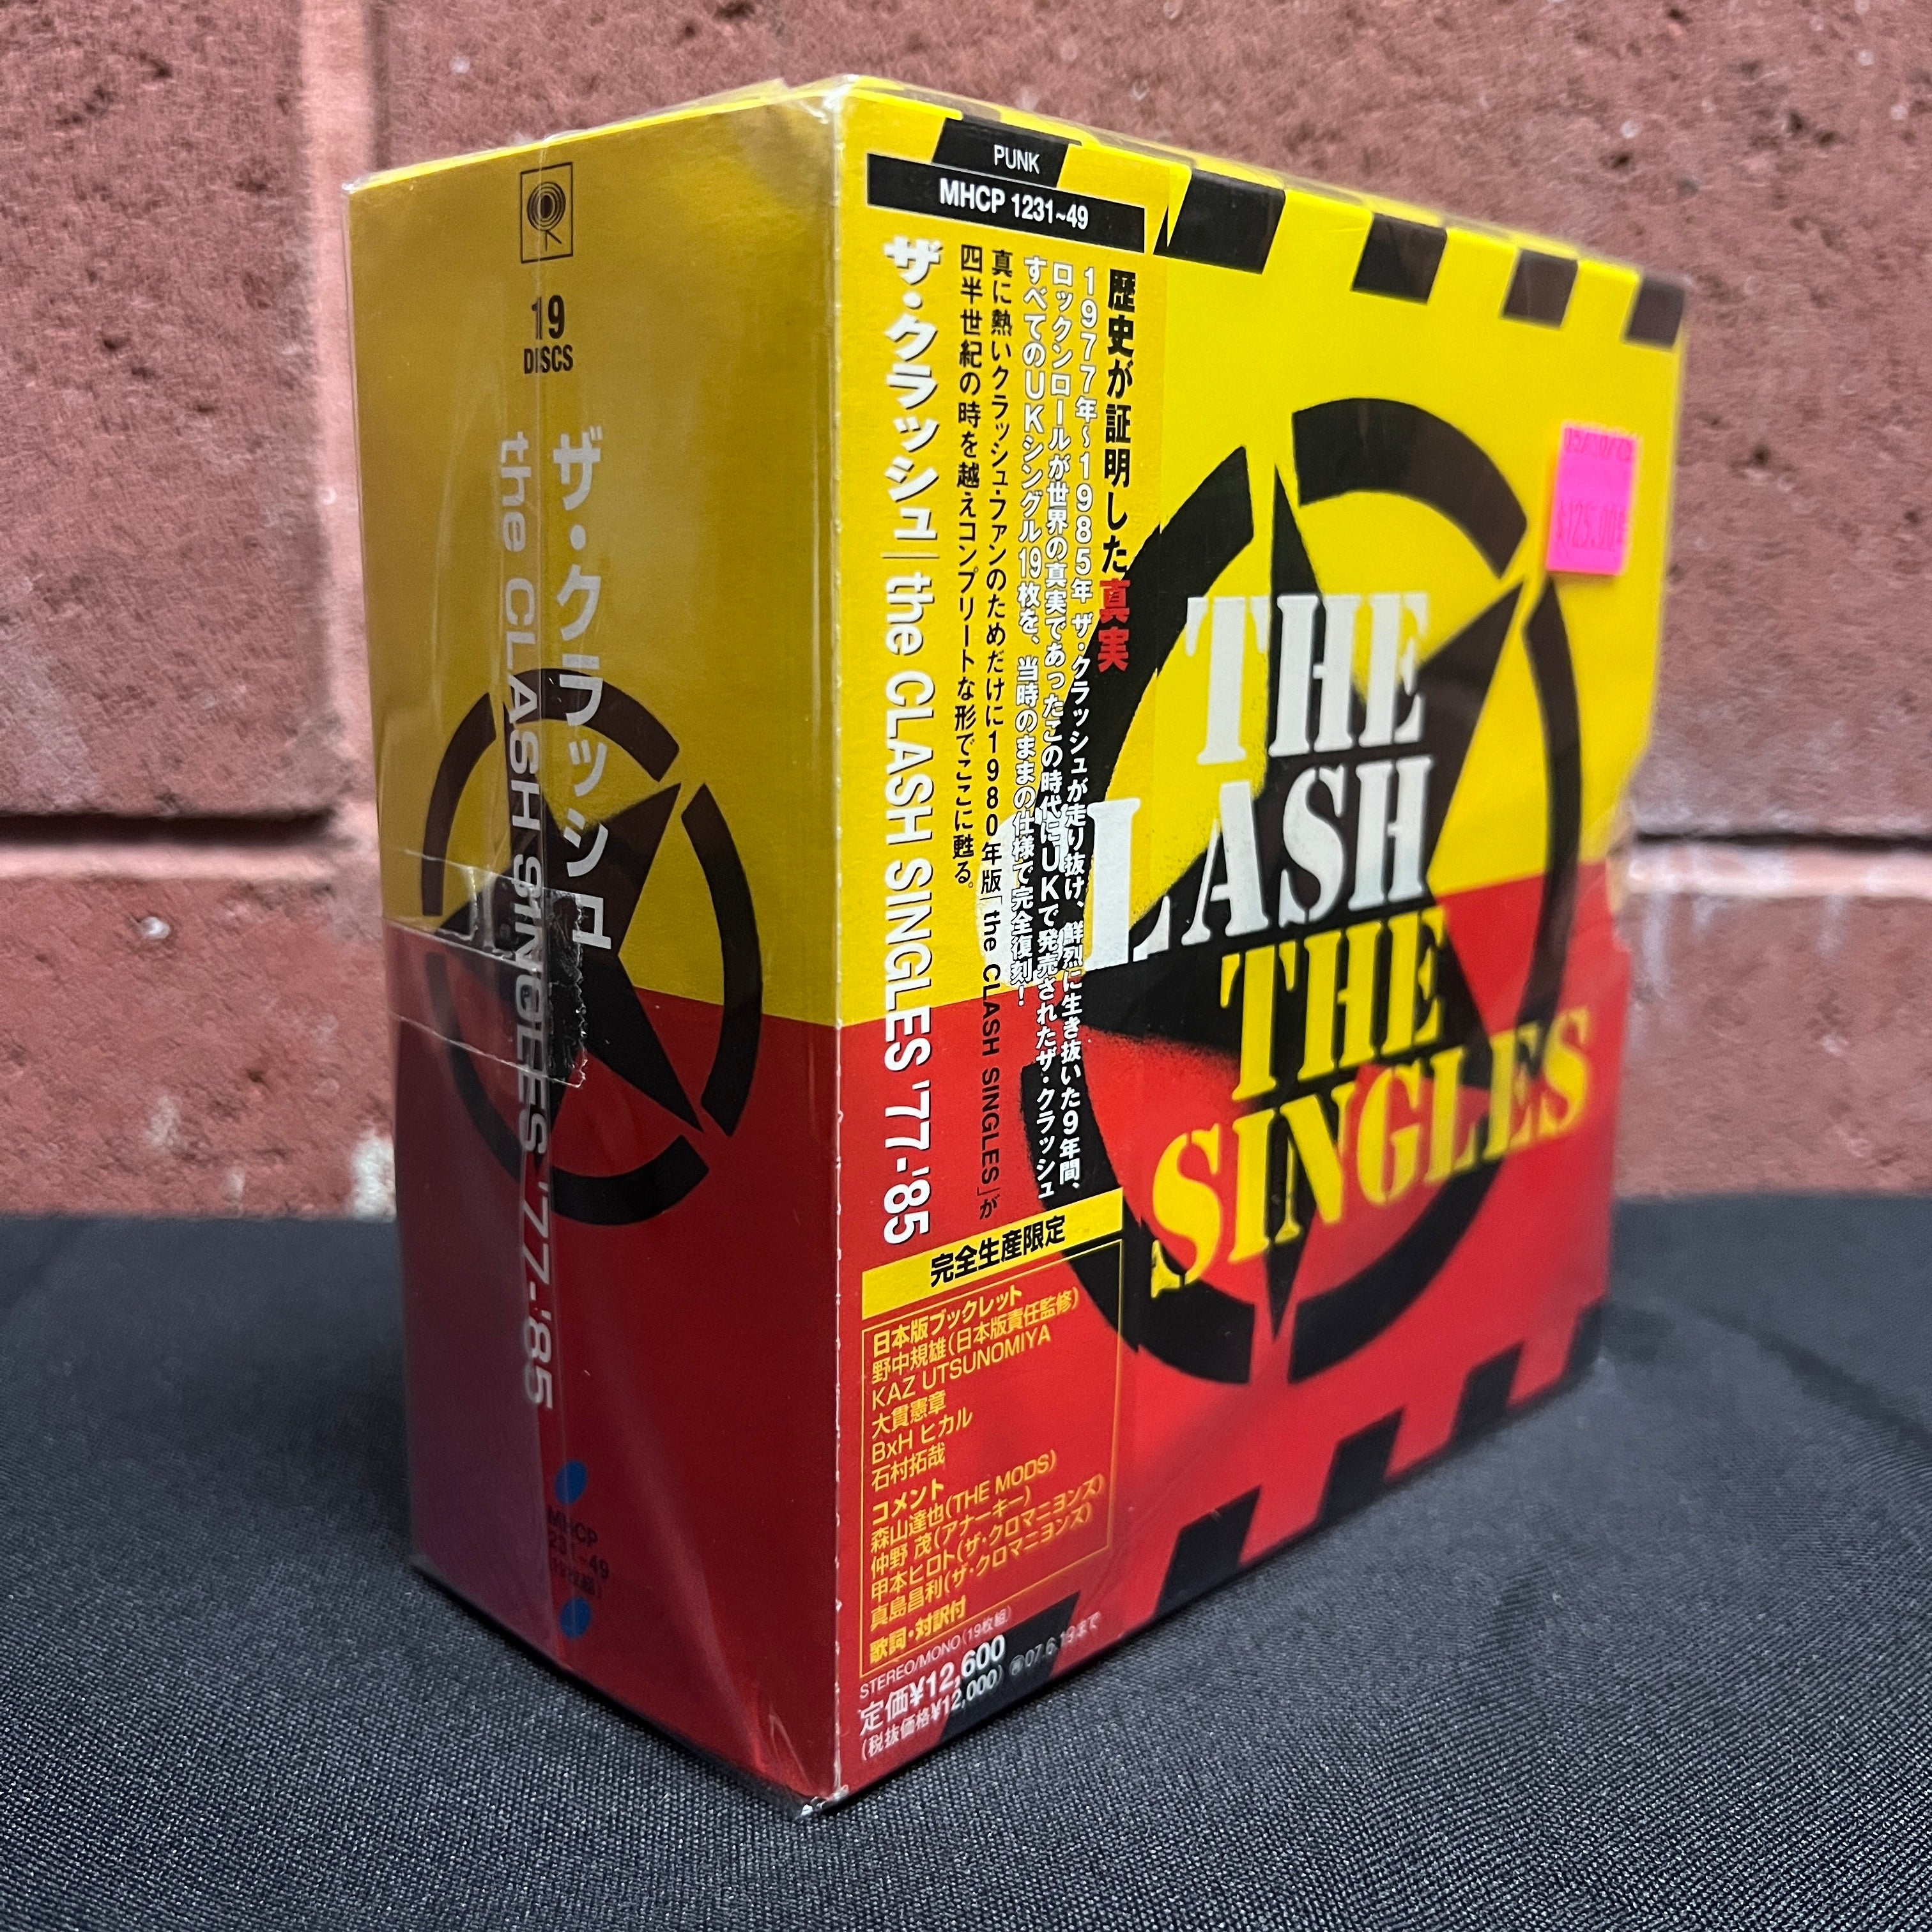 19
DISCS
ザ・クラッシュ
the CLASH SINGLES '77-'85
MHCP
1231~49
PUNK
MHCP 1231~49
歴史が証明した真実
1977年~1985年 ザ・クラッシュが走り抜け、鮮烈に生き抜いた9年間、
ロックンロールが世界の真実であったこの時代にUKで発売されたザ・クラッシュ
すべてのUKシングル19枚を、当時のままの仕様で完全復刻!
真に熱いクラッシュ・ファンのためだけに1980年版「the CLASH SINGLES」が
四半世紀の時を越えコンプリートな形でここに甦る。
ザ・クラッシュ | the CLASH SINGLES '77-'85
完全生産限定
日本版ブックレット
野中規雄(日本版責任監修)
KAZ UTSUNOMIYA
大貫憲章
BxH ヒカル
石村拓哉
コメント
森山達也(THE MODS)
仲野 茂(アナーキー)
甲本ヒロト(ザ・クロマニヨンズ)
真島昌利(ザ・クロマニヨンズ)
歌詞・対訳付
STEREO/MONO(19枚組)
定価¥12,600
(税抜価格¥12,000) 07.6.19まで
THE
CLASH
THE
SINGLES
$125.00